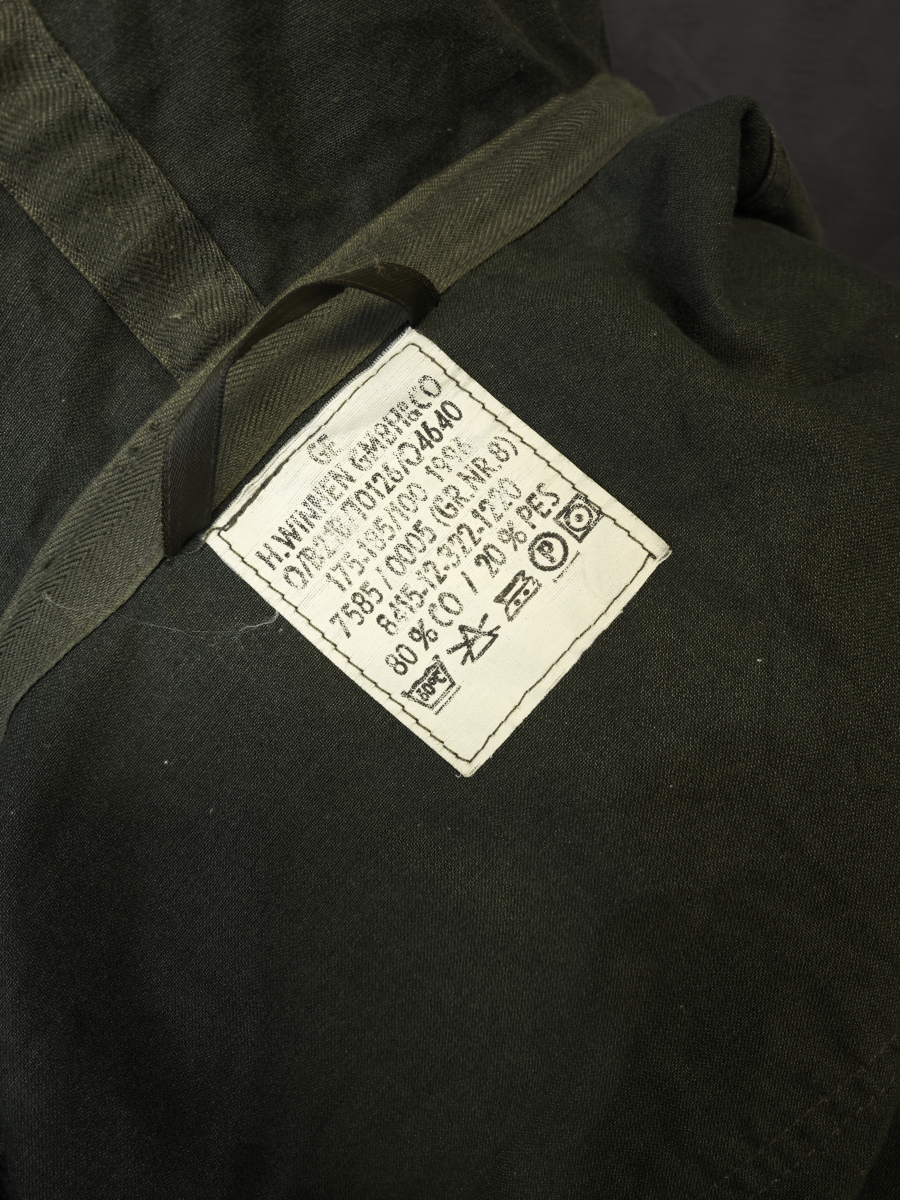 GE
H.WINNEN GMBH&CO
175-185/100
7585/0005 (GR.NR.8)
8415-12-322-1220
80 % CO / 20 % PES
60°C
P